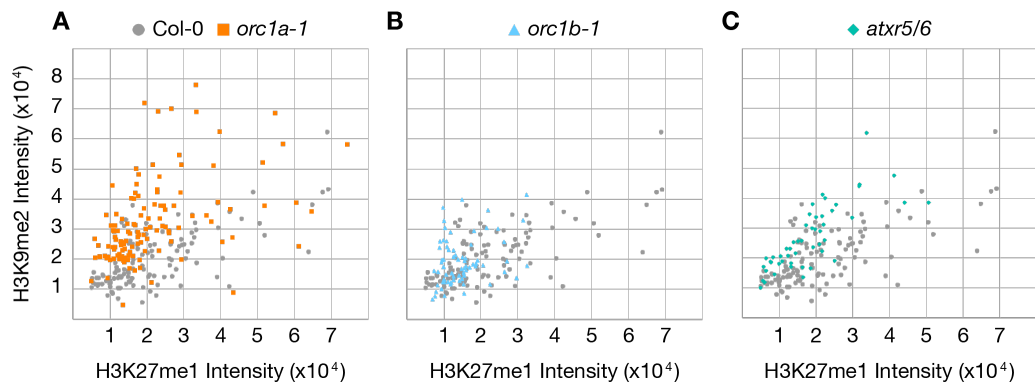 A B C
Col-0 orc1a-1 orc1b-1 atxr5/6
H3K9me2 Intensity (x10⁴)
8
7
6
5
4
3
2
1
1 2 3 4 5 6 7 1 2 3 4 5 6 7 1 2 3 4 5 6 7
H3K27me1 Intensity (x10⁴) H3K27me1 Intensity (x10⁴) H3K27me1 Intensity (x10⁴)